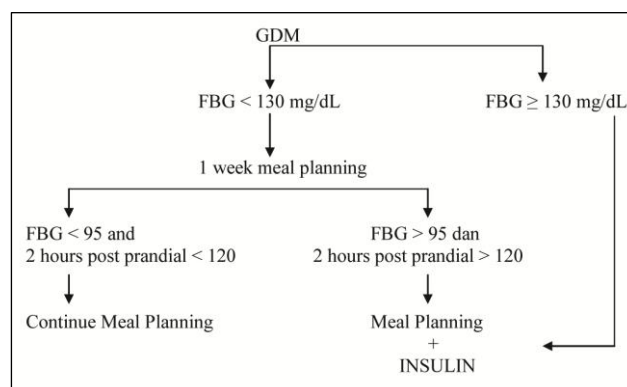 GDM
FBG < 130 mg/dL
FBG ≥ 130 mg/dL
1 week meal planning
FBG < 95 and
2 hours post prandial < 120
FBG > 95 dan
2 hours post prandial > 120
Continue Meal Planning
Meal Planning
+
INSULIN